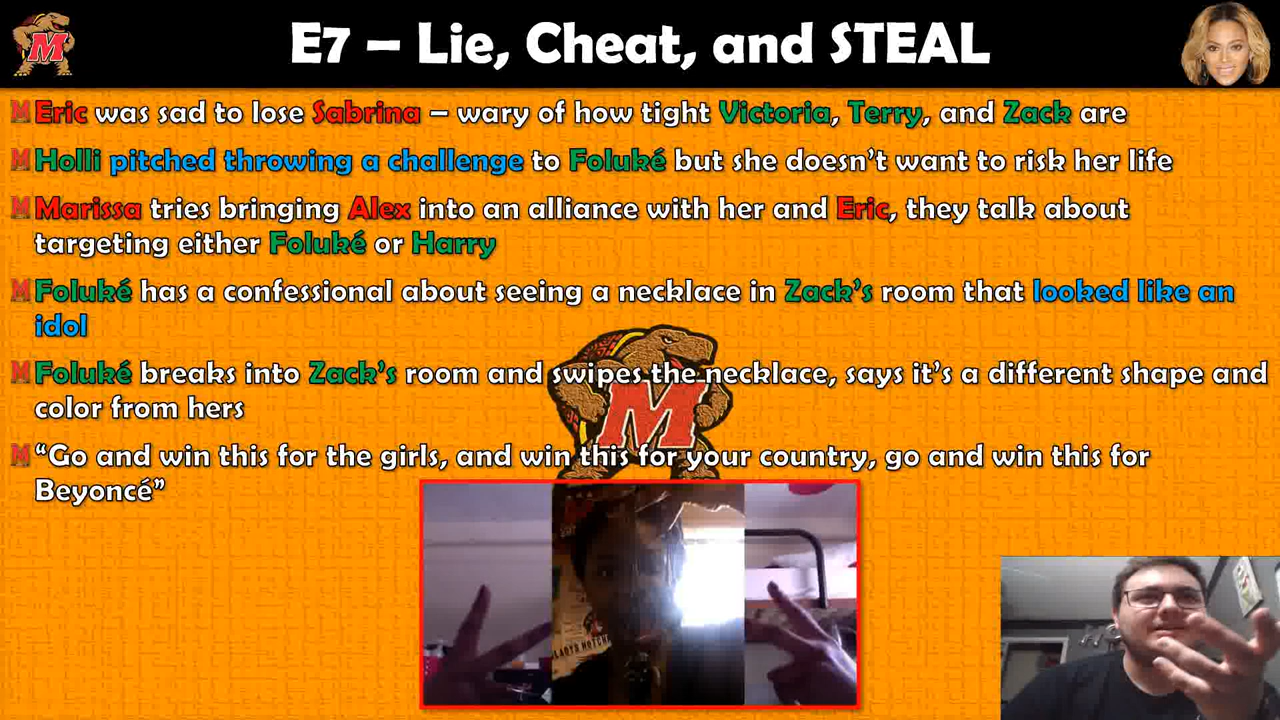 E7 – Lie, Cheat, and STEAL
Eric was sad to lose Sabrina – wary of how tight Victoria, Terry, and Zack are
Holli pitched throwing a challenge to Foluké but she doesn’t want to risk her life
Marissa tries bringing Alex into an alliance with her and Eric, they talk about
targeting either Foluké or Harry
Foluké has a confessional about seeing a necklace in Zack’s room that looked like an
idol
Foluké breaks into Zack’s room and swipes the necklace, says it’s a different shape and
color from hers
“Go and win this for the girls, and win this for your country, go and win this for
Beyoncé”
M
M